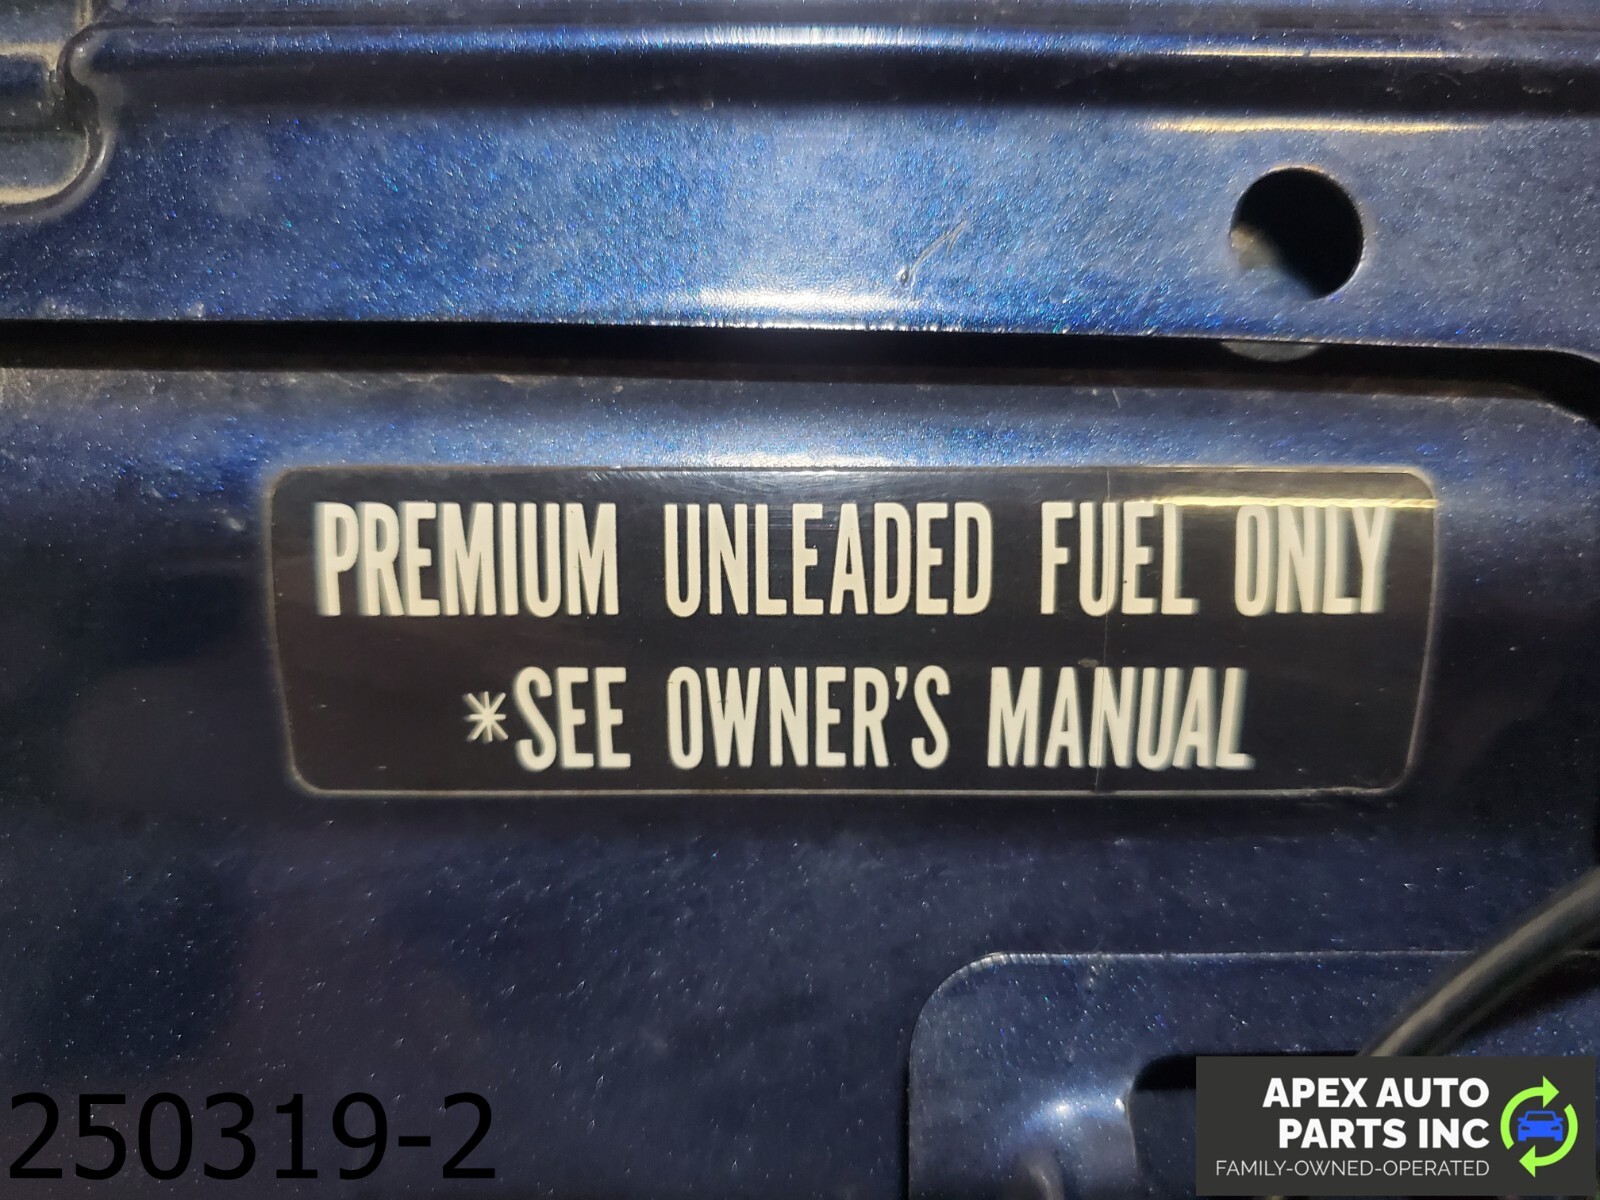 PREMIUM UNLEADED FUEL ONLY
*SEE OWNER'S MANUAL
250319-2
APEX AUTO
PARTS INC
FAMILY-OWNED-OPERATED